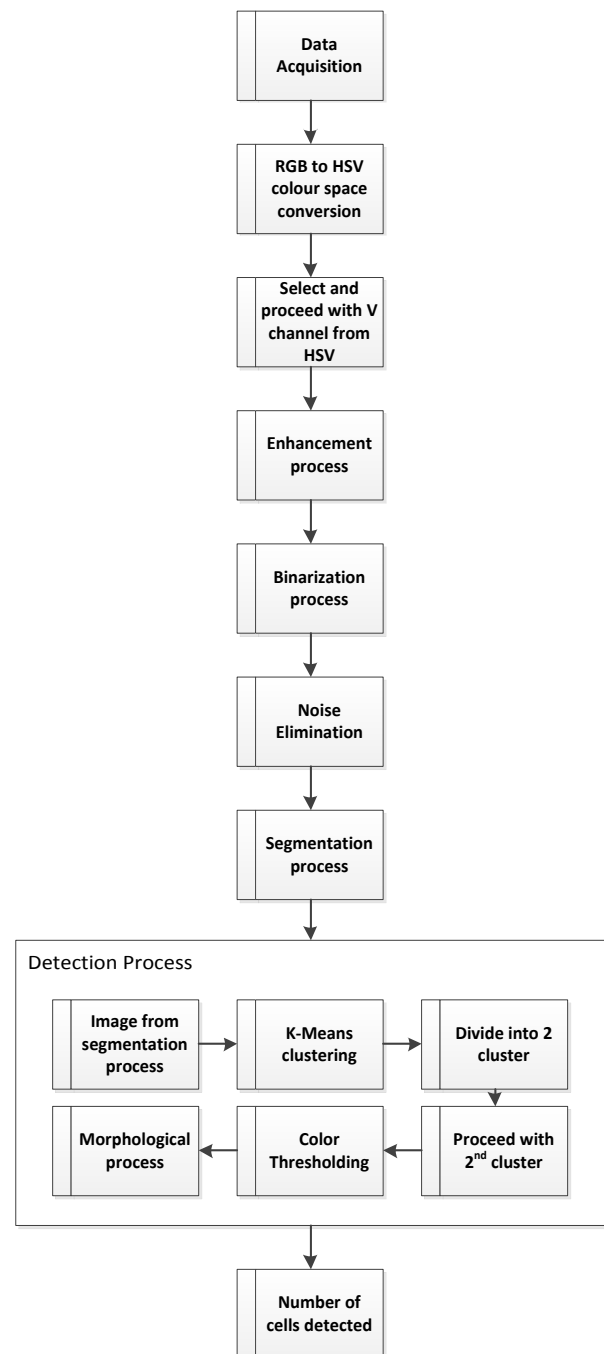 Data
Acquisition
RGB to HSV
colour space
conversion
Select and
proceed with V
channel from
HSV
Enhancement
process
Binarization
process
Noise
Elimination
Segmentation
process
Detection Process
Image from
segmentation
process
K-Means
clustering
Divide into 2
cluster
Proceed with
2nd cluster
Color
Thresholding
Morphological
process
Number of
cells detected